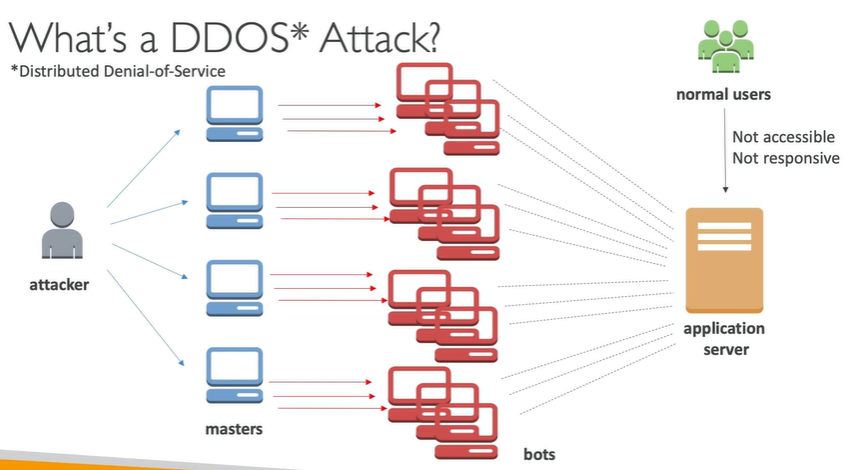 What's a DDOS* Attack?
*Distributed Denial-of-Service
normal users
Not accessible
Not responsive
attacker
application
server
masters
bots